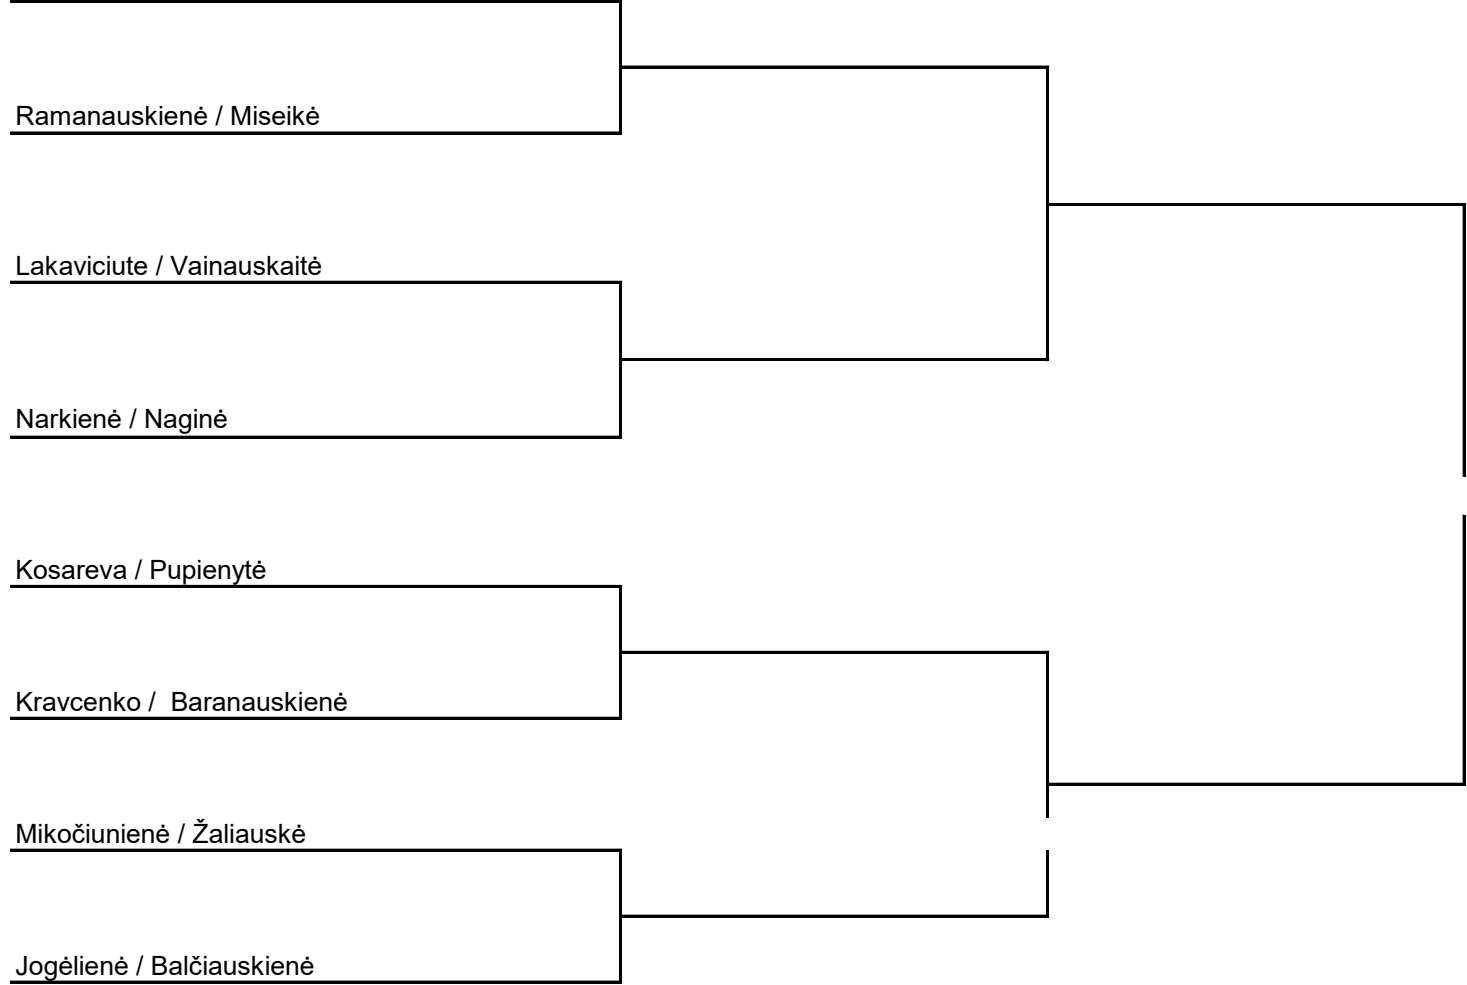 Ramanauskienė / Miseikė
Lakaviciute / Vainauskaitė
Narkienė / Naginė
Kosareva / Pupienytė
Kravcenko /  Baranauskienė
Mikočiunienė / Žaliauskė
Jogėlienė / Balčiauskienė